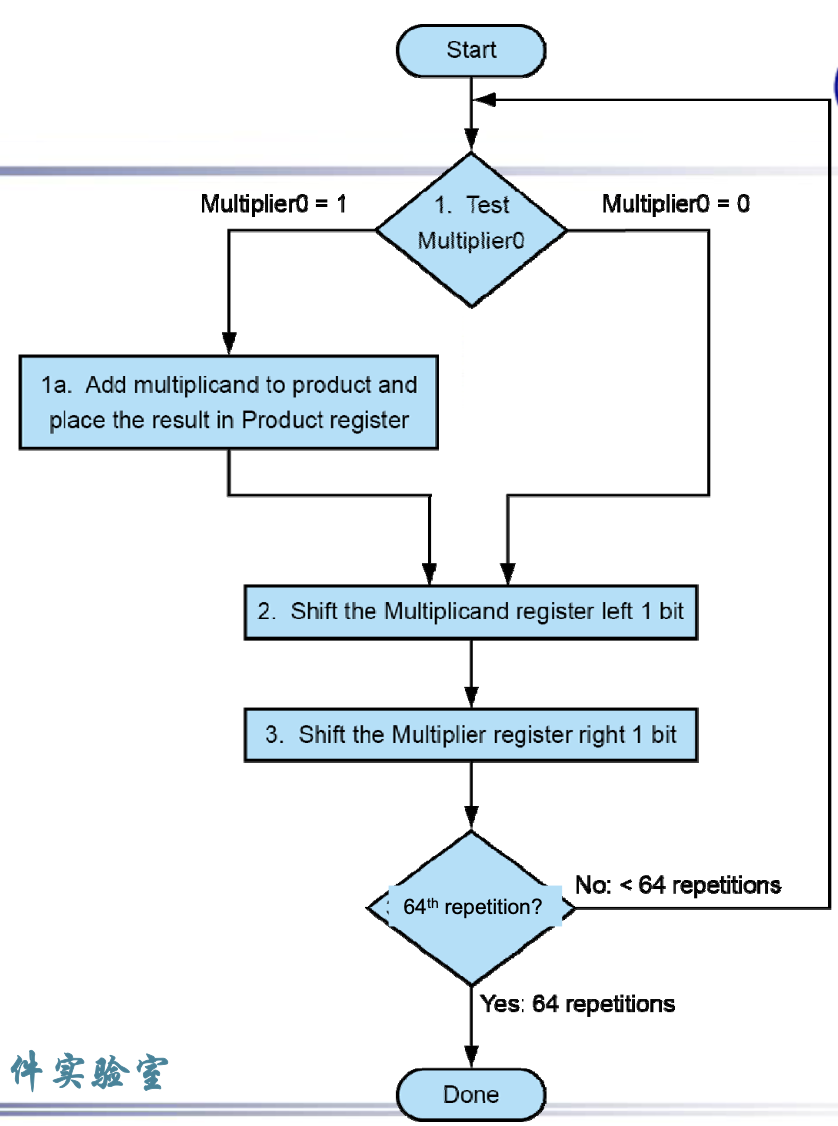 Start
Multiplier0 = 1
1. Test
Multiplier0
Multiplier0 = 0
1a. Add multiplicand to product and
place the result in Product register
2. Shift the Multiplicand register left 1 bit
3. Shift the Multiplier register right 1 bit
64th repetition?
No: < 64 repetitions
Yes: 64 repetitions
件实验室
Done